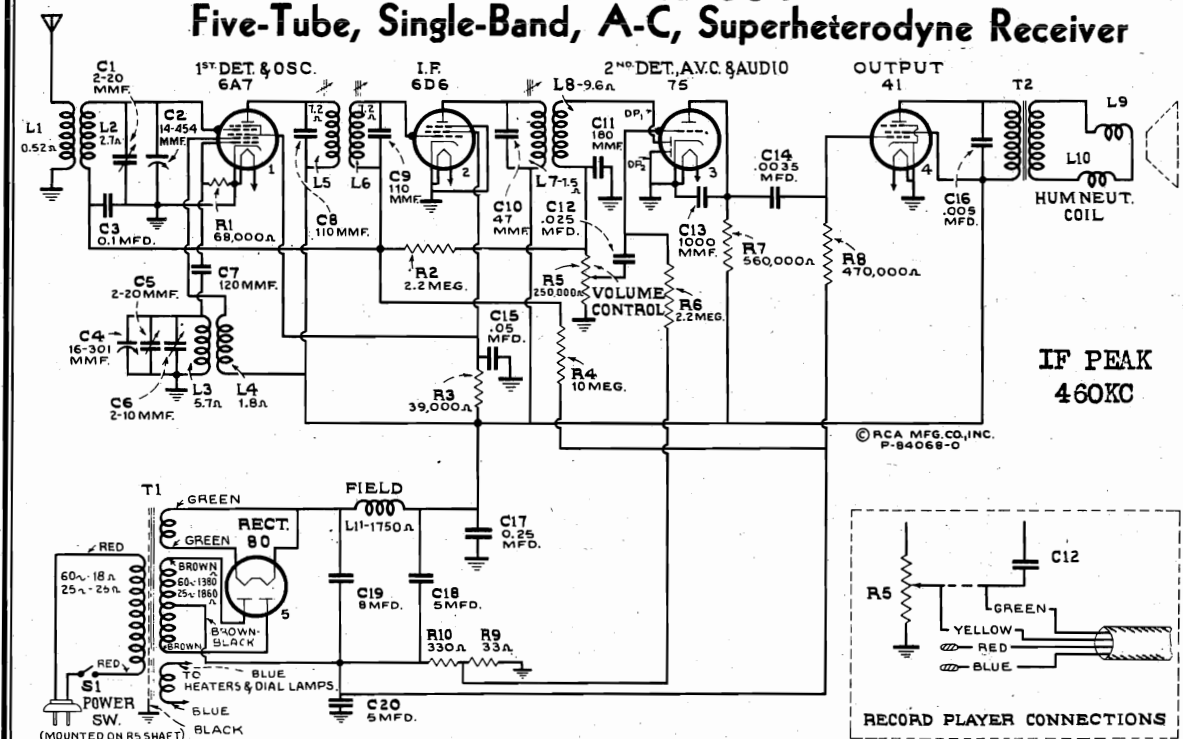 Five-Tube, Single-Band, A-C, Superheterodyne Receiver
1ST. DET. & OSC.
6A7
I.F.
6D6
2ND. DET., A.V.C. & AUDIO
75
OUTPUT
41
T2
L9
L10
HUM NEUT.
COIL
C1
2-20
MMF.
C2
14-454
MMF.
L1
0.52Ω
L2
2.7Ω
1
C3
0.1 MFD.
R1
68,000Ω
7.2
Ω
L5
7.2
Ω
L6
C8
110 MMF.
C9
110
MMF.
2
C10
47
MMF.
L8-9.6Ω
L7-7.5
Ω
C11
180
MMF.
DP1
DP2
3
C12
.025
MFD.
C13
1000
MMF.
C14
.0035
MFD.
4
C16
.005
MFD.
R2
2.2 MEG.
R5
250,000Ω
VOLUME
CONTROL
R6
2.2 MEG.
R7
560,000Ω
R8
470,000Ω
C7
120 MMF.
C5
2-20 MMF.
C4
16-301
MMF.
C6
2-10 MMF.
L3
5.7Ω
L4
1.8Ω
C15
.05
MFD.
R3
39,000Ω
R4
10 MEG.
IF PEAK
460KC
© RCA MFG. CO., INC.
P-84068-0
T1
GREEN
GREEN
RECT.
80
5
FIELD
L11-1750Ω
C17
0.25
MFD.
RED
60~-18Ω
25~-25Ω
BROWN
60~1380
25~1860
BROWN-
BLACK
BROWN
C19
8 MFD.
C18
5 MFD.
R10
330Ω
R9
33Ω
RED
S1
POWER
SW.
(MOUNTED ON R5 SHAFT)
BLUE
TO
HEATERS & DIAL LAMPS.
BLUE
BLACK
C20
5 MFD.
R5
C12
GREEN
YELLOW
RED
BLUE
RECORD PLAYER CONNECTIONS